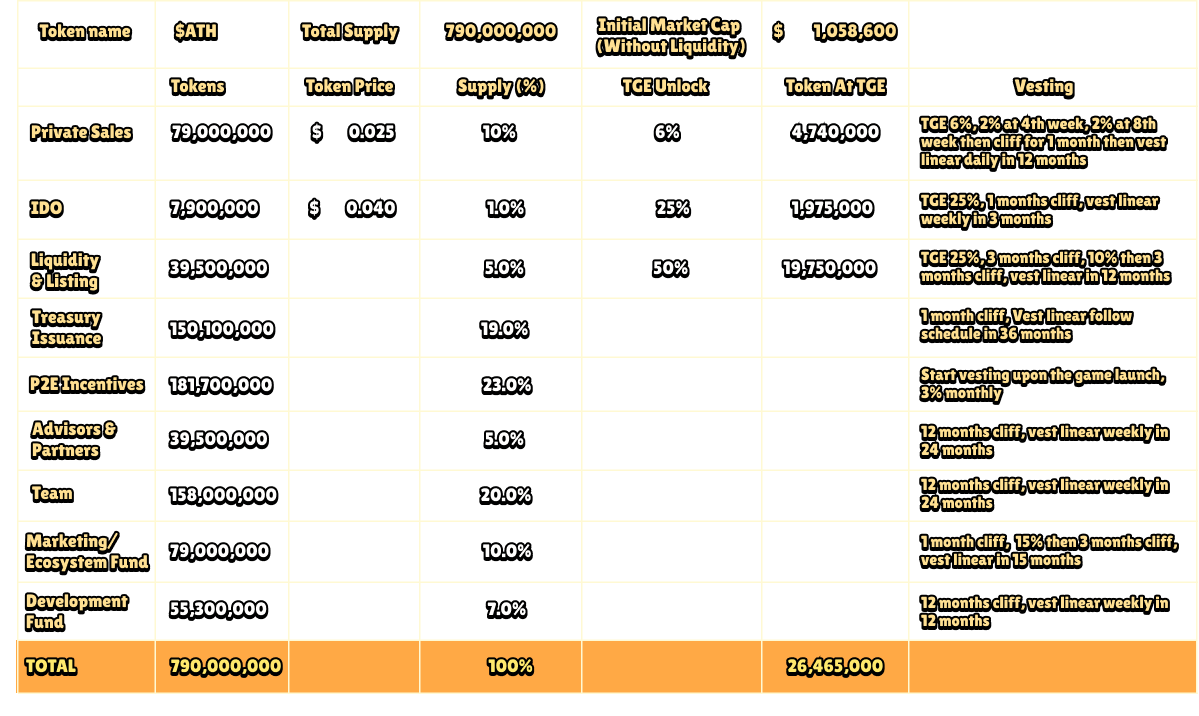 Token name $ATH Total Supply 790,000,000 Initial Market Cap $ 1,058,600
(Without Liquidity)
Tokens Token Price Supply (%) TGE Unlock Token At TGE Vesting
Private Sales 79,000,000 $ 0.025 10% 6% 4,740,000 TGE 6%, 2% at 4th week, 2% at 8th
week then cliff for 1 month then vest
linear daily in 12 months
IDO 7,900,000 $ 0.040 1.0% 25% 1,975,000 TGE 25%, 1 months cliff, vest linear
weekly in 3 months
Liquidity
& Listing 39,500,000 5.0% 50% 19,750,000 TGE 25%, 3 months cliff, 10% then 3
months cliff, vest linear in 12 months
Treasury
Issuance 150,100,000 19.0% 1 month cliff, Vest linear follow
schedule in 36 months
P2E Incentives 181,700,000 23.0% Start vesting upon the game launch,
3% monthly
Advisors &
Partners 39,500,000 5.0% 12 months cliff, vest linear weekly in
24 months
Team 158,000,000 20.0% 12 months cliff, vest linear weekly in
24 months
Marketing/
Ecosystem Fund 79,000,000 10.0% 1 month cliff, 15% then 3 months cliff,
vest linear in 15 months
Development
Fund 55,300,000 7.0% 12 months cliff, vest linear weekly in
12 months
TOTAL 790,000,000 100% 26,465,000